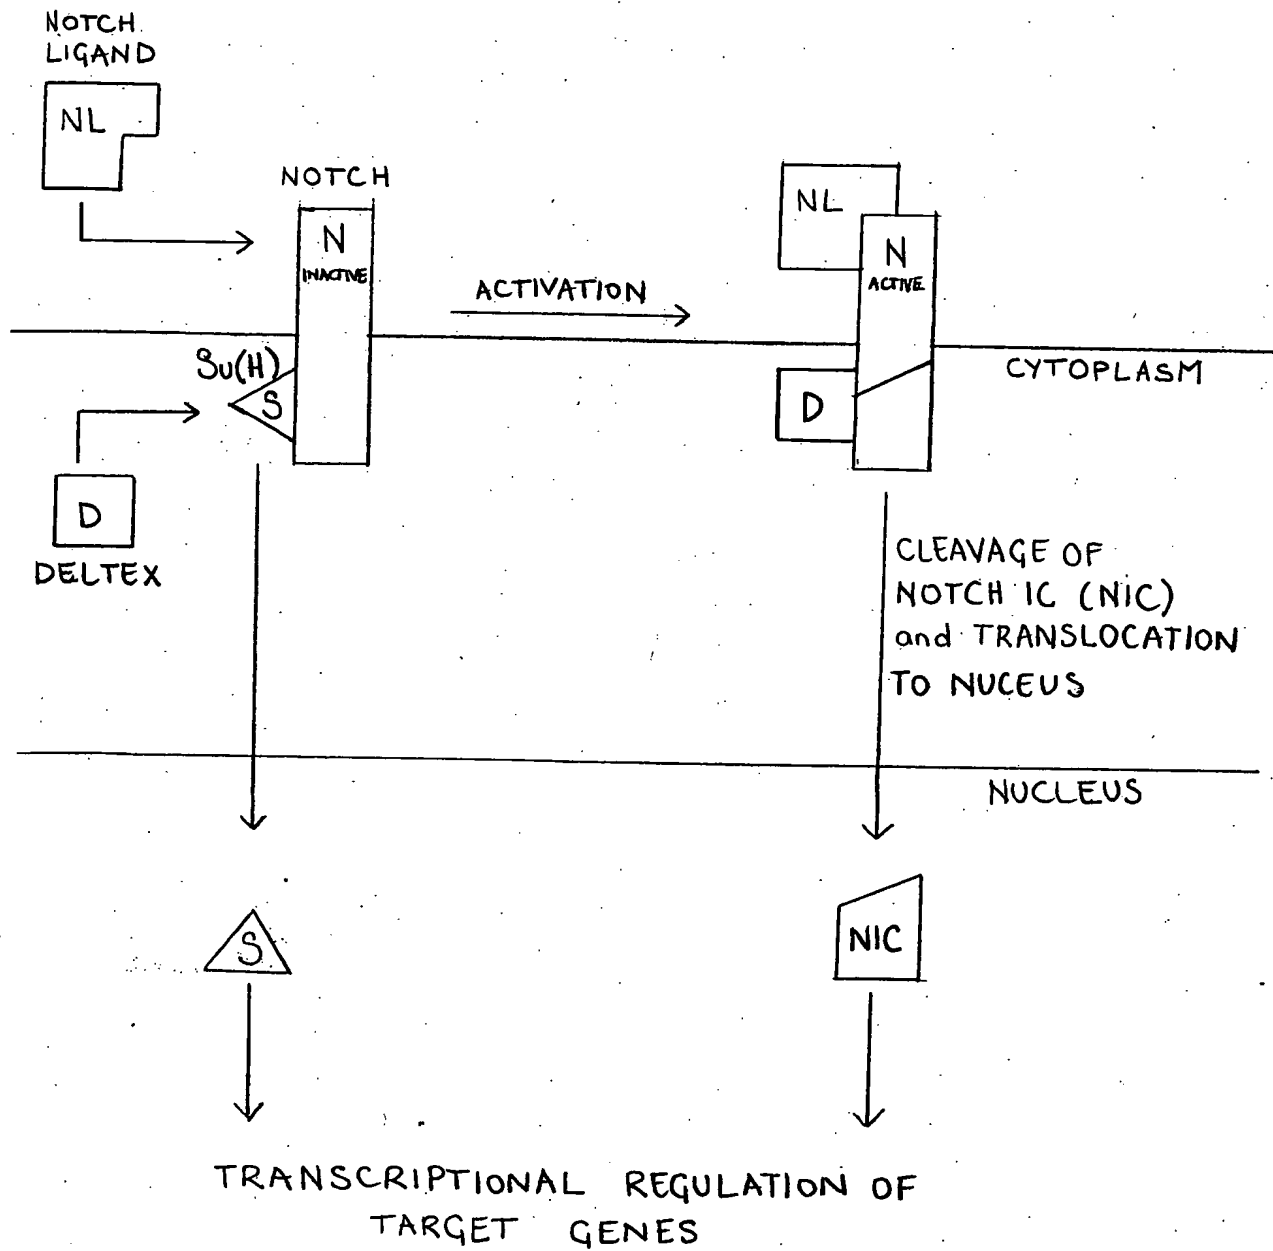 NOTCH
LIGAND
NL
NOTCH
N
INACTIVE
ACTIVATION
NL
N
ACTIVE
CYTOPLASM
Su(H)
S
D
DELTEX
D
CLEAVAGE OF
NOTCH IC (NIC)
and TRANSLOCATION
TO NUCEUS
NUCLEUS
S
NIC
TRANSCRIPTIONAL REGULATION OF
TARGET GENES